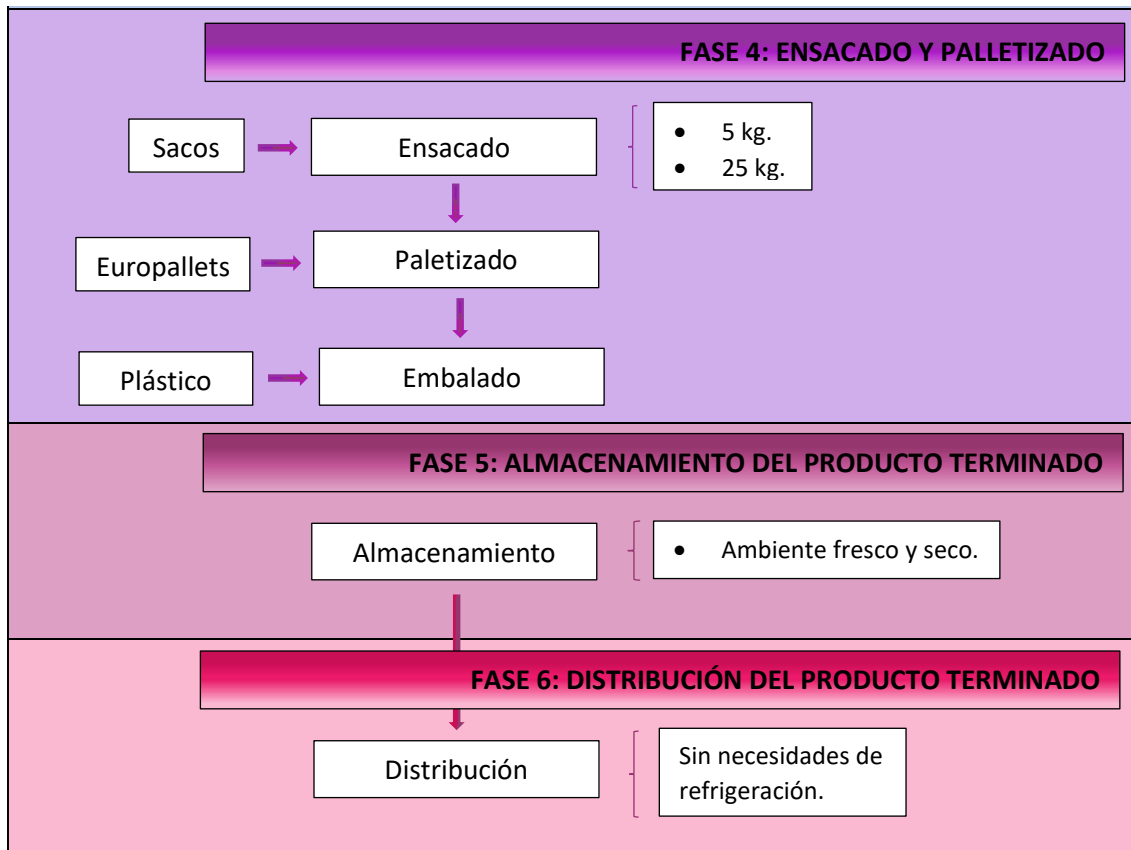 FASE 4: ENSACADO Y PALLETIZADO
Sacos
Ensacado
• 5 kg.
• 25 kg.
Europallets
Paletizado
Plástico
Embalado
FASE 5: ALMACENAMIENTO DEL PRODUCTO TERMINADO
Almacenamiento
• Ambiente fresco y seco.
FASE 6: DISTRIBUCIÓN DEL PRODUCTO TERMINADO
Distribución
Sin necesidades de
refrigeración.